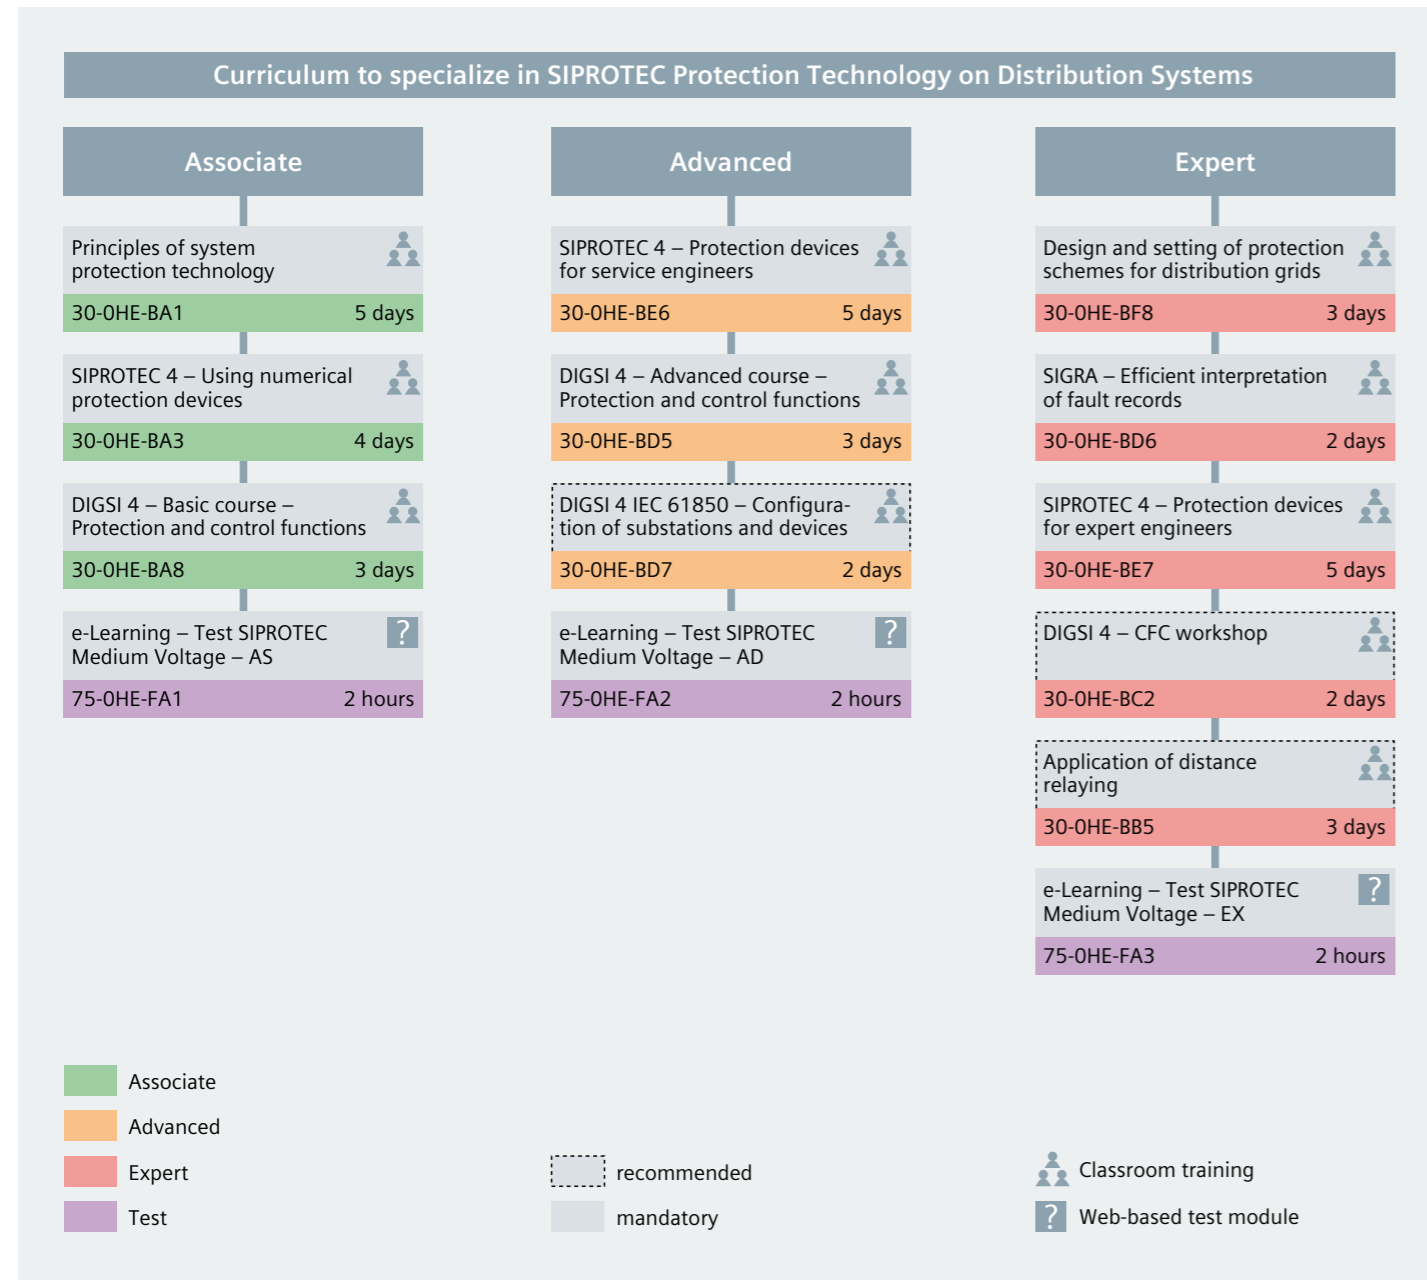 Curriculum to specialize in SIPROTEC Protection Technology on Distribution Systems
Associate
Principles of system
protection technology
30-0HE-BA1 5 days
SIPROTEC 4 – Using numerical
protection devices
30-0HE-BA3 4 days
DIGSI 4 – Basic course –
Protection and control functions
30-0HE-BA8 3 days
e-Learning – Test SIPROTEC
Medium Voltage – AS
?
75-0HE-FA1 2 hours
Advanced
SIPROTEC 4 – Protection devices
for service engineers
30-0HE-BE6 5 days
DIGSI 4 – Advanced course –
Protection and control functions
30-0HE-BD5 3 days
DIGSI 4 IEC 61850 – Configura-
tion of substations and devices
30-0HE-BD7 2 days
e-Learning – Test SIPROTEC
Medium Voltage – AD
?
75-0HE-FA2 2 hours
Expert
Design and setting of protection
schemes for distribution grids
30-0HE-BF8 3 days
SIGRA – Efficient interpretation
of fault records
30-0HE-BD6 2 days
SIPROTEC 4 – Protection devices
for expert engineers
30-0HE-BE7 5 days
DIGSI 4 – CFC workshop
30-0HE-BC2 2 days
Application of distance
relaying
30-0HE-BB5 3 days
e-Learning – Test SIPROTEC
Medium Voltage – EX
?
75-0HE-FA3 2 hours
Associate
Advanced
Expert
Test
recommended
mandatory
Classroom training
? Web-based test module